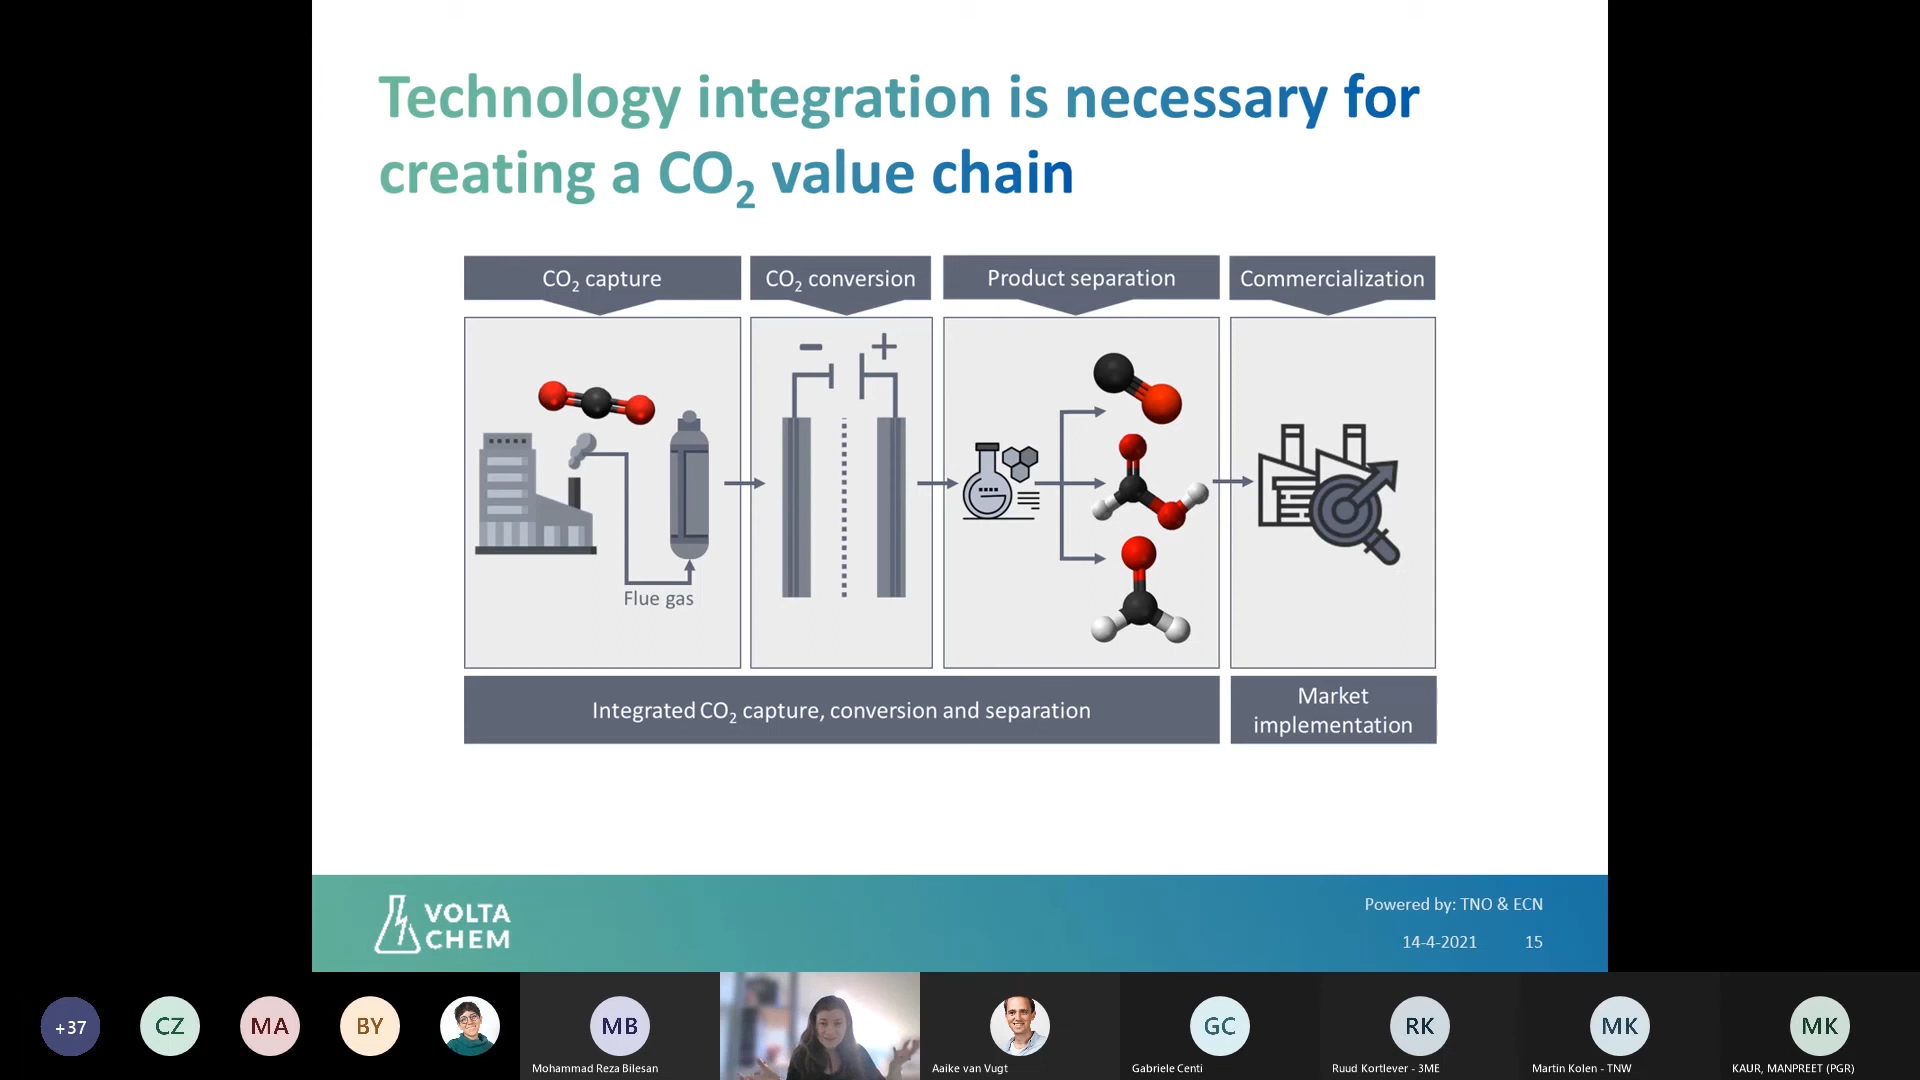 Technology integration is necessary for
creating a CO₂ value chain
CO₂ capture
CO₂ conversion
Product separation
Commercialization
− +
Flue gas
Integrated CO₂ capture, conversion and separation
Market
implementation
VOLTA
CHEM
Powered by: TNO & ECN
14-4-2021 15
+37
CZ
MA
BY
MB
GC
RK
MK
MK
Mohammad Reza Bilesan
Aaike van Vugt
Gabriele Centi
Ruud Kortlever - 3ME
Martin Kolen - TNW
KAUR, MANPREET (PGR)